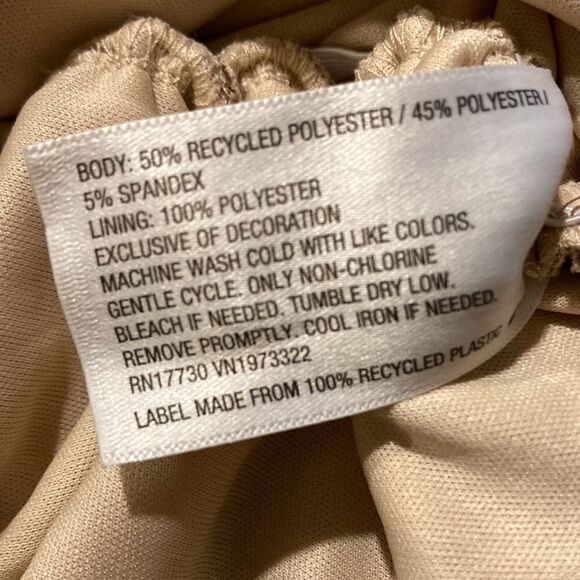 BODY: 50% RECYCLED POLYESTER / 45% POLYESTER /
5% SPANDEX
LINING: 100% POLYESTER
EXCLUSIVE OF DECORATION
MACHINE WASH COLD WITH LIKE COLORS.
GENTLE CYCLE. ONLY NON-CHLORINE
BLEACH IF NEEDED. TUMBLE DRY LOW.
REMOVE PROMPTLY. COOL IRON IF NEEDED.
RN17730 VN1973322
LABEL MADE FROM 100% RECYCLED PLASTIC